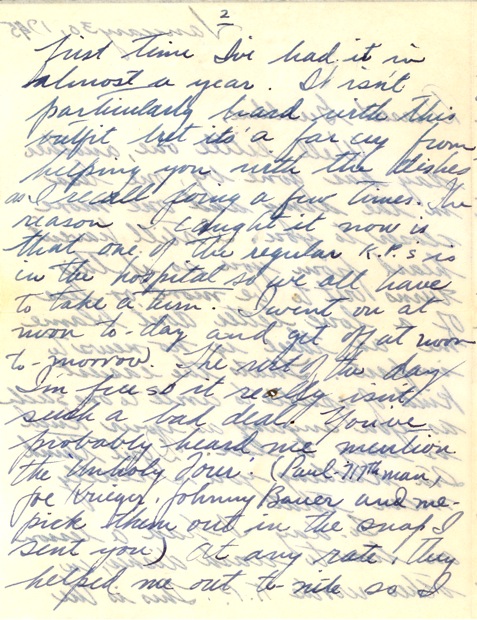 2
first time I've had it in
almost a year. It isn't
particularly hard with this
outfit but it's a far cry from
helping you with the dishes
as I recall doing a few times. The
reason I caught it now is
that one of the regular K.P.s is
in the hospital so we all have
to take a turn. I went on at
noon to-day and get off at noon
to-morrow. The rest of the day
I'm free so it really isn't
such a bad deal. You've
probably heard me mention
the "Unholy Four". (Paul
man,
Joe Krieger, Johnny Bauer and me-
pick them out in the snap I
sent you) At any rate, they
helped me out to-nite so I